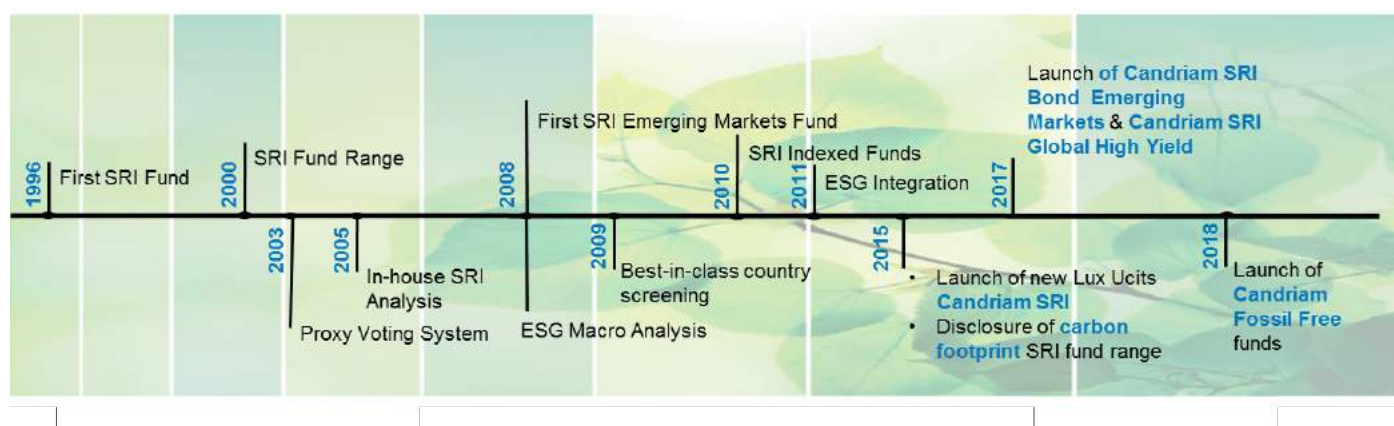 1996
First SRI Fund
2000
SRI Fund Range
2003
Proxy Voting System
2005
In-house SRI
Analysis
2008
First SRI Emerging Markets Fund
ESG Macro Analysis
2009
Best-in-class country
screening
2010
SRI Indexed Funds
2011
ESG Integration
2015
• Launch of new Lux Ucits
Candriam SRI
• Disclosure of carbon
footprint SRI fund range
2017
Launch of Candriam SRI
Bond Emerging
Markets & Candriam SRI
Global High Yield
2018
Launch of
Candriam
Fossil Free
funds